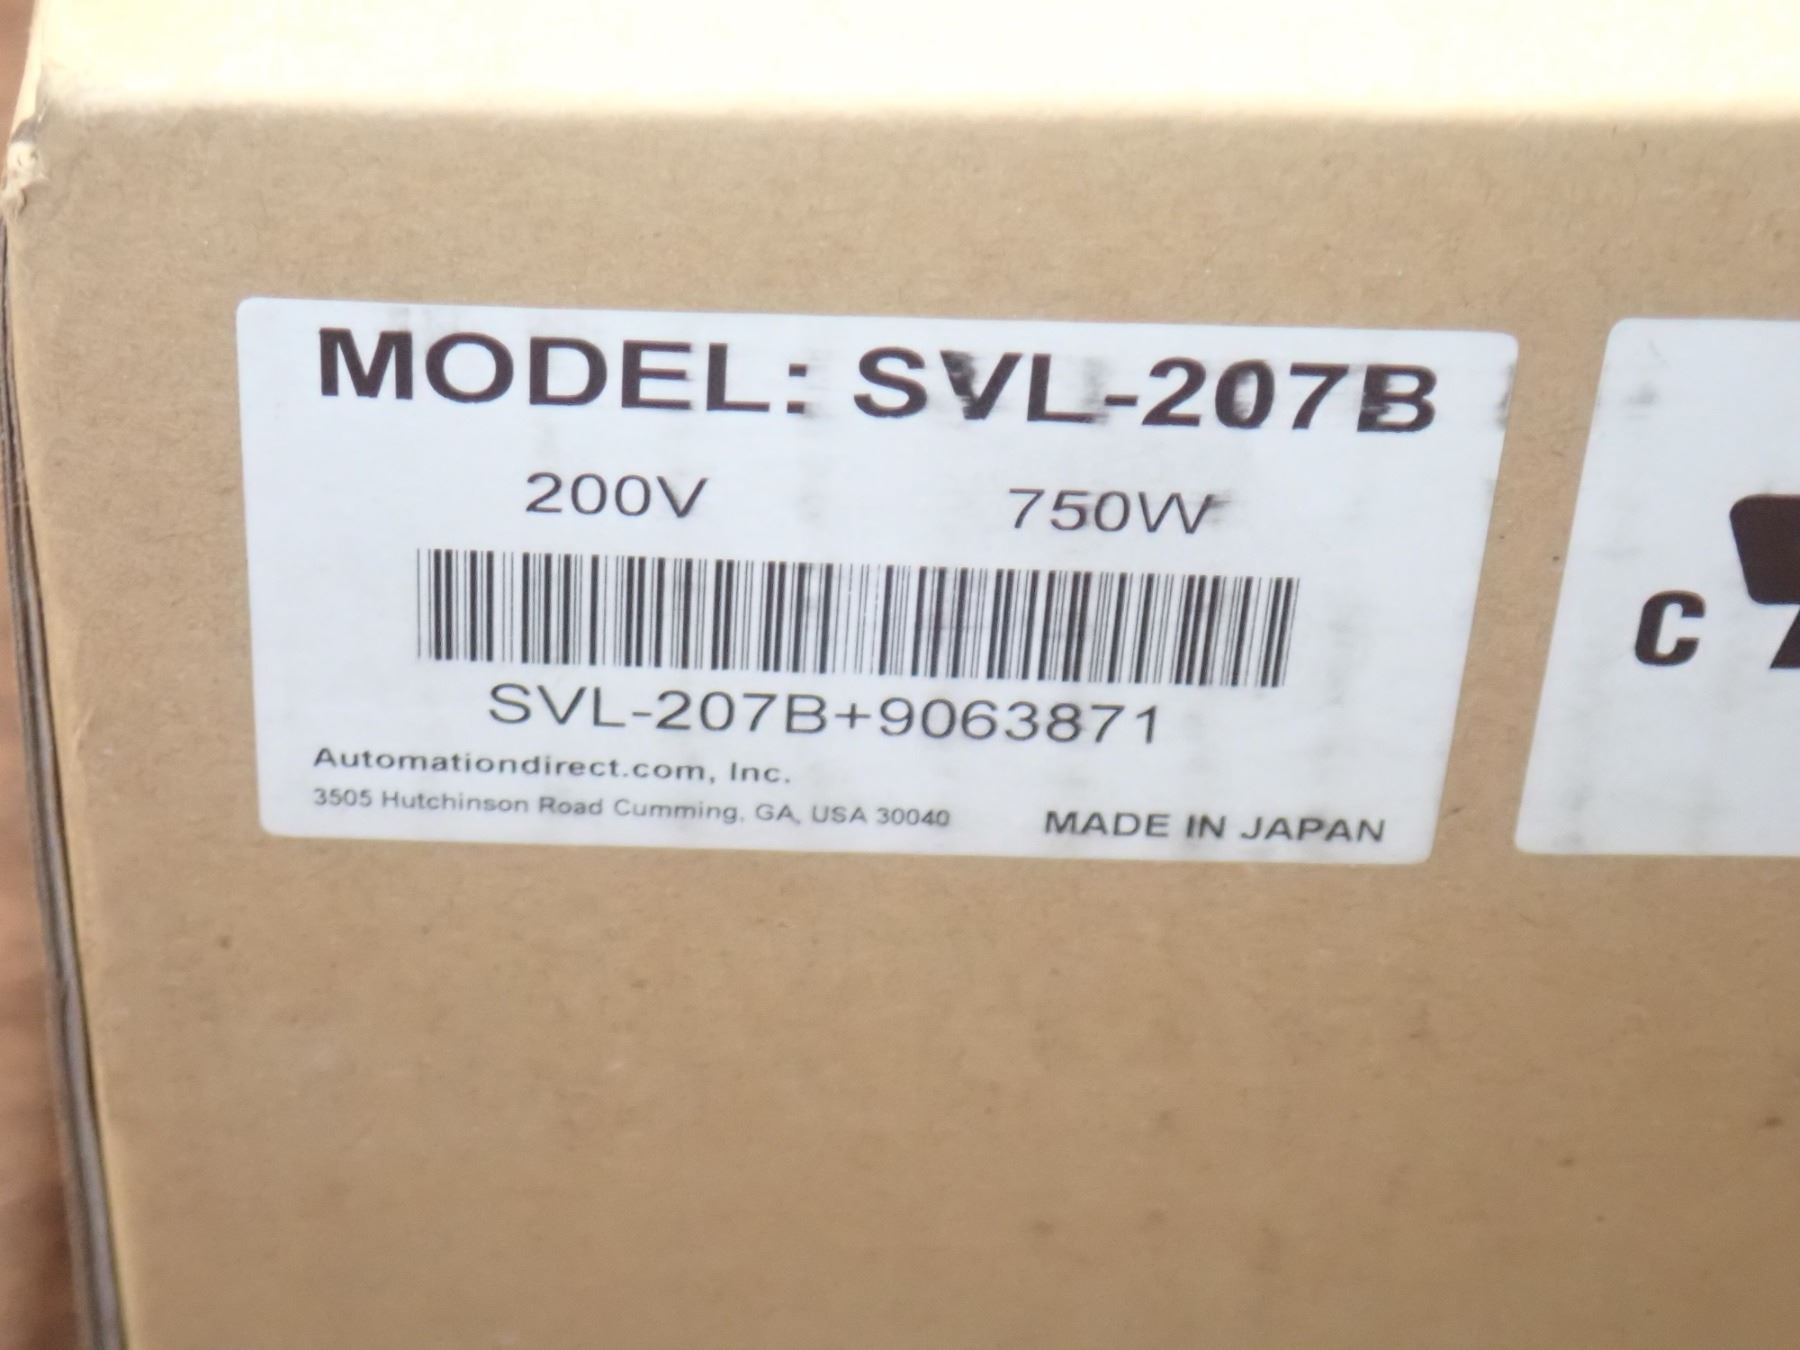 MODEL: SVL-207B
200V 750W
SVL-207B+9063871
Automationdirect.com, Inc.
3505 Hutchinson Road Cumming, GA, USA 30040
MADE IN JAPAN
C